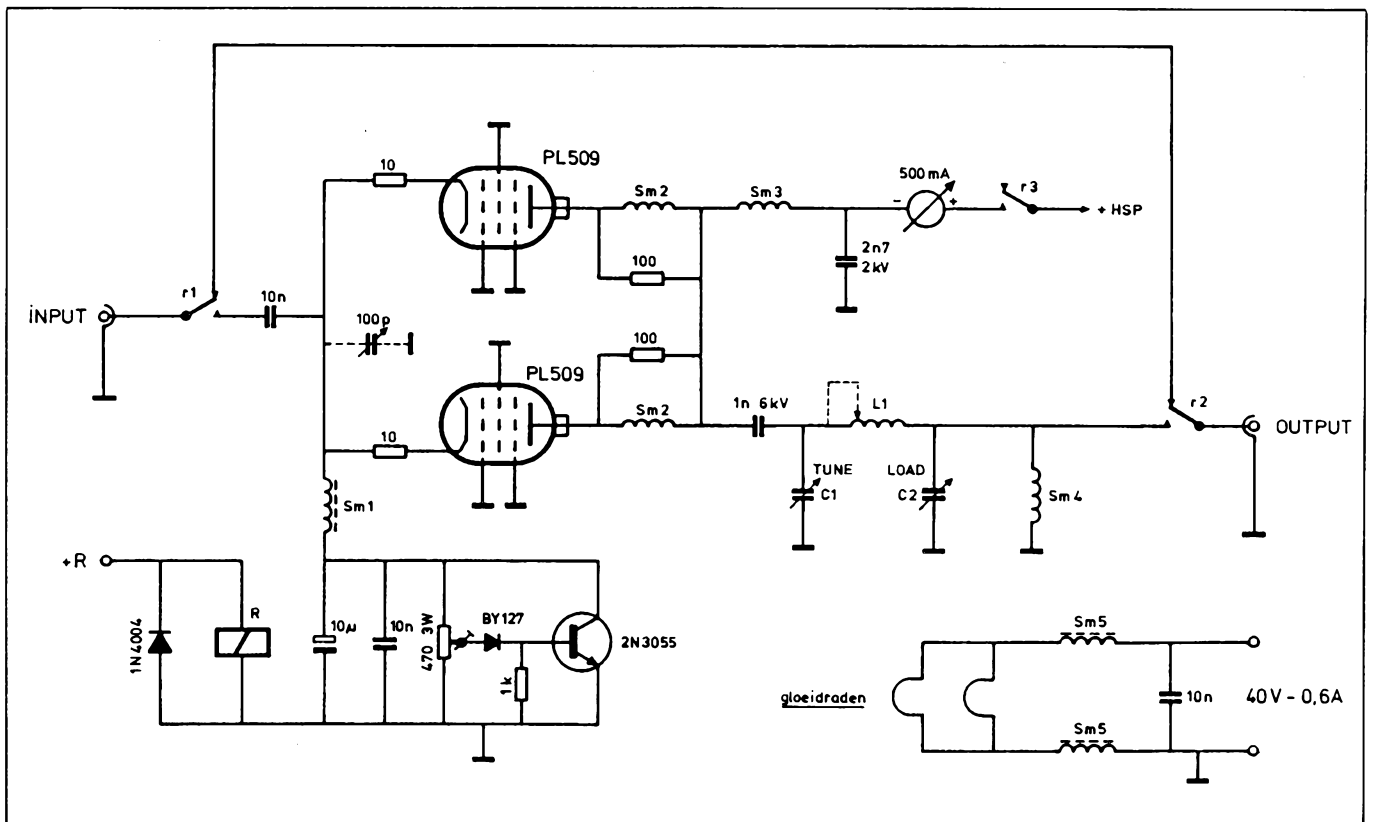 PL509
10
Sm2
Sm3
500mA
- +
r3
+ HSP
100
2n7
2kV
r1
10n
INPUT
100p
100
PL509
Sm2
1n 6kV
L1
r2
OUTPUT
10
TUNE
C1
LOAD
C2
Sm4
Sm1
+R
1N4004
R
10µ
10n
470 3W
BY127
1k
2N3055
Sm5
gloeidraden
10n
40V - 0,6A
Sm5